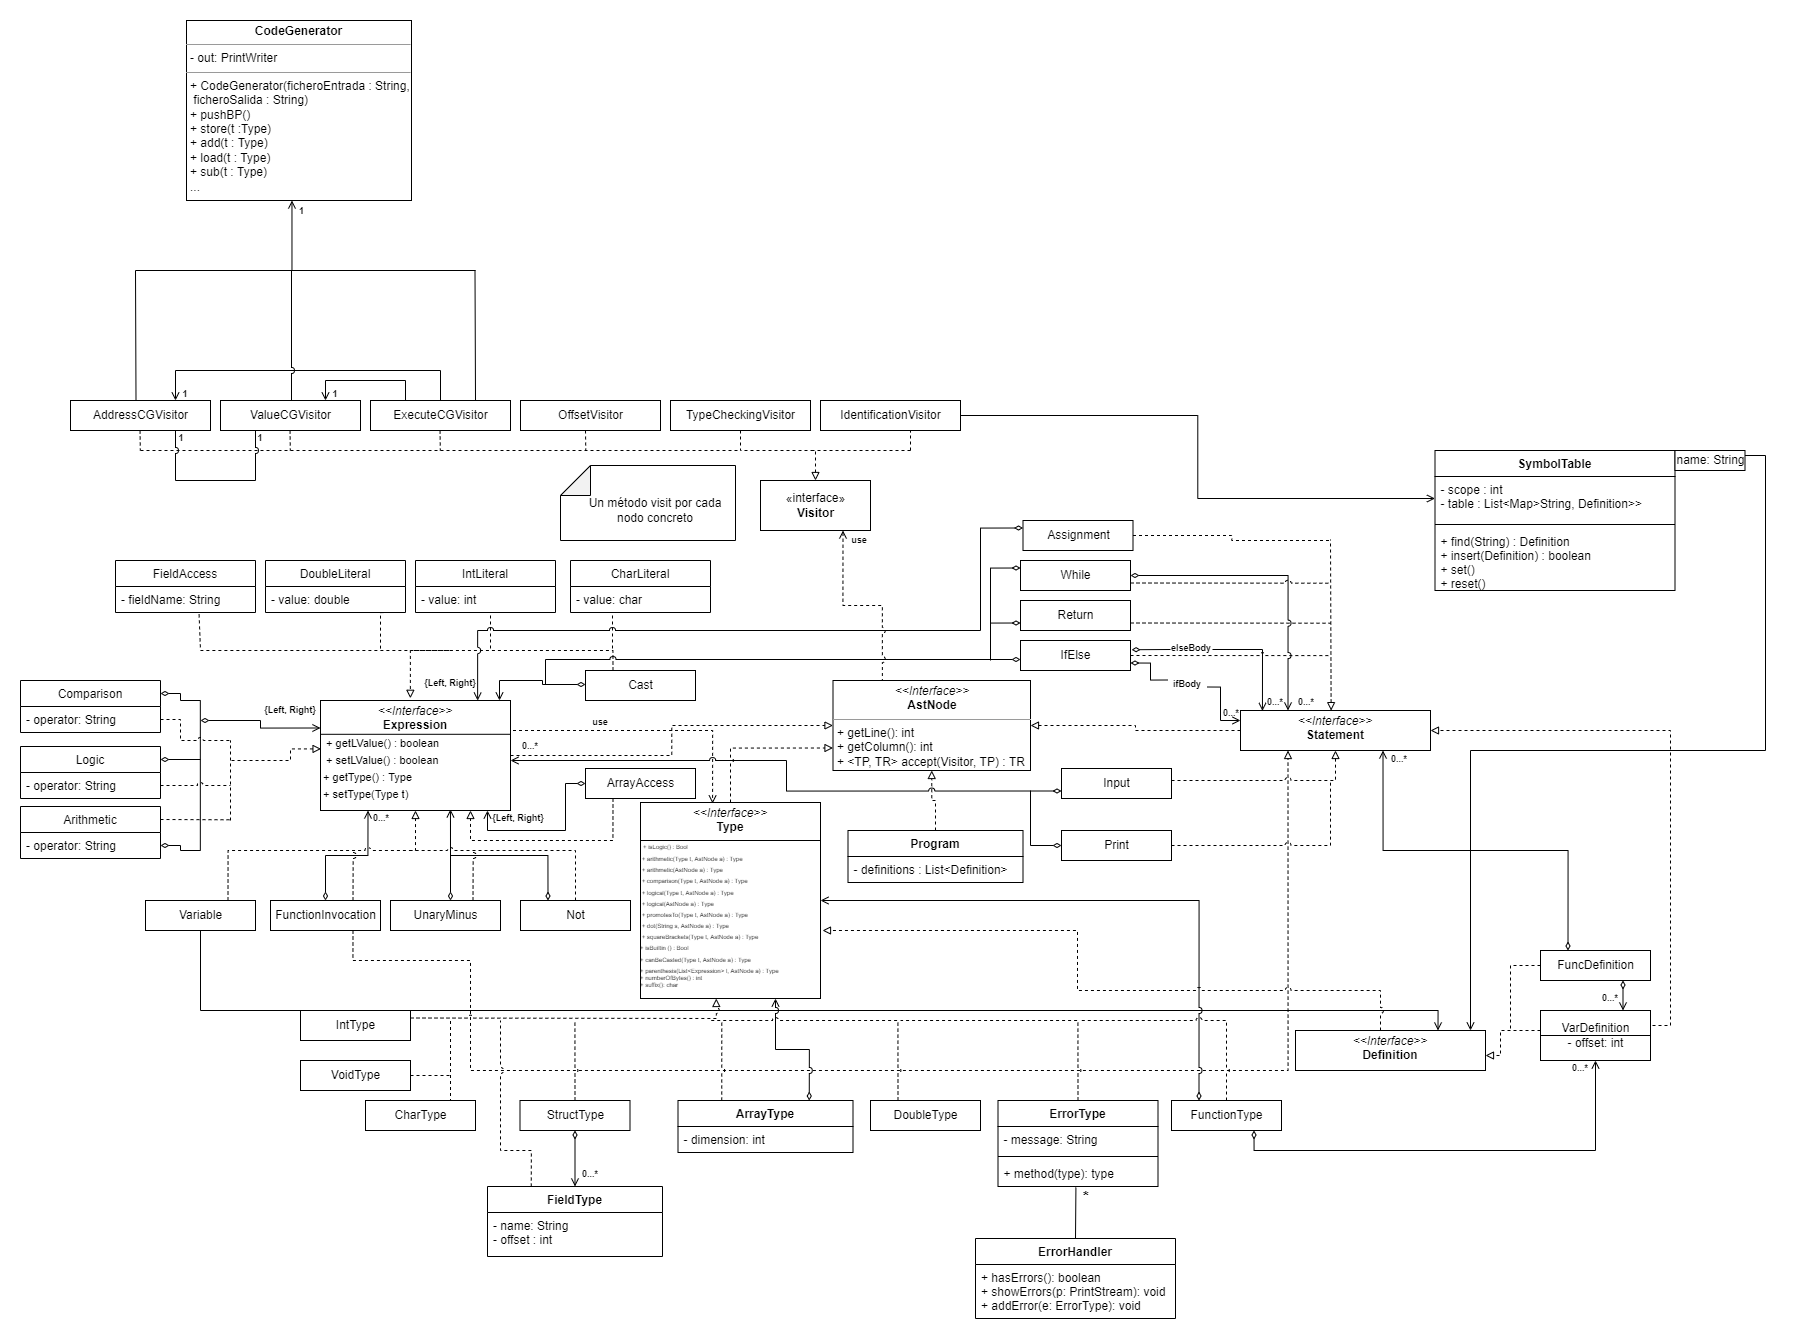 CodeGenerator
- out: PrintWriter
+ CodeGenerator(ficheroEntrada : String,
ficheroSalida : String)
+ pushBP()
+ store(t :Type)
+ add(t : Type)
+ load(t : Type)
+ sub(t : Type)
...
1
1
1
AddressCGVisitor
ValueCGVisitor
ExecuteCGVisitor
OffsetVisitor
TypeCheckingVisitor
IdentificationVisitor
1
1
Un método visit por cada
nodo concreto
«interface»
Visitor
use
SymbolTable
name: String
- scope : int
- table : List<Map>String, Definition>>
+ find(String) : Definition
+ insert(Definition) : boolean
+ set()
+ reset()
Assignment
While
Return
IfElse
elseBody
ifBody
0...*
0...*
0...*
FieldAccess
- fieldName: String
DoubleLiteral
- value: double
IntLiteral
- value: int
CharLiteral
- value: char
Cast
{Left, Right}
Comparison
- operator: String
Logic
- operator: String
Arithmetic
- operator: String
{Left, Right}
<<Interface>>
Expression
+ getLValue() : boolean
+ setLValue() : boolean
+ getType() : Type
+ setType(Type t)
use
0...*
<<Interface>>
AstNode
+ getLine(): int
+ getColumn(): int
+ <TP, TR> accept(Visitor, TP) : TR
<<Interface>>
Statement
0...*
ArrayAccess
{Left, Right}
0...*
Input
Print
Program
- definitions : List<Definition>
<<Interface>>
Type
+ isLogic() : Bool
+ arithmetic(Type t, AstNode a) : Type
+ arithmetic(AstNode a) : Type
+ comparison(Type t, AstNode a) : Type
+ logical(Type t, AstNode a) : Type
+ logical(AstNode a) : Type
+ promotesTo(Type t, AstNode a) : Type
+ dot(String s, AstNode a) : Type
+ squareBrackets(Type t, AstNode a) : Type
+ isBuiltIn () : Bool
+ canBeCasted(Type t, AstNode a) : Type
+ parenthesis(List<Expression> t, AstNode a) : Type
+ numberOfBytes() : int
+ suffix(): char
Variable
FunctionInvocation
UnaryMinus
Not
FuncDefinition
0...*
VarDefinition
- offset: int
0...*
<<Interface>>
Definition
IntType
VoidType
CharType
StructType
0...*
FieldType
- name: String
- offset : int
ArrayType
- dimension: int
DoubleType
ErrorType
- message: String
+ method(type): type
*
FunctionType
ErrorHandler
+ hasErrors(): boolean
+ showErrors(p: PrintStream): void
+ addError(e: ErrorType): void